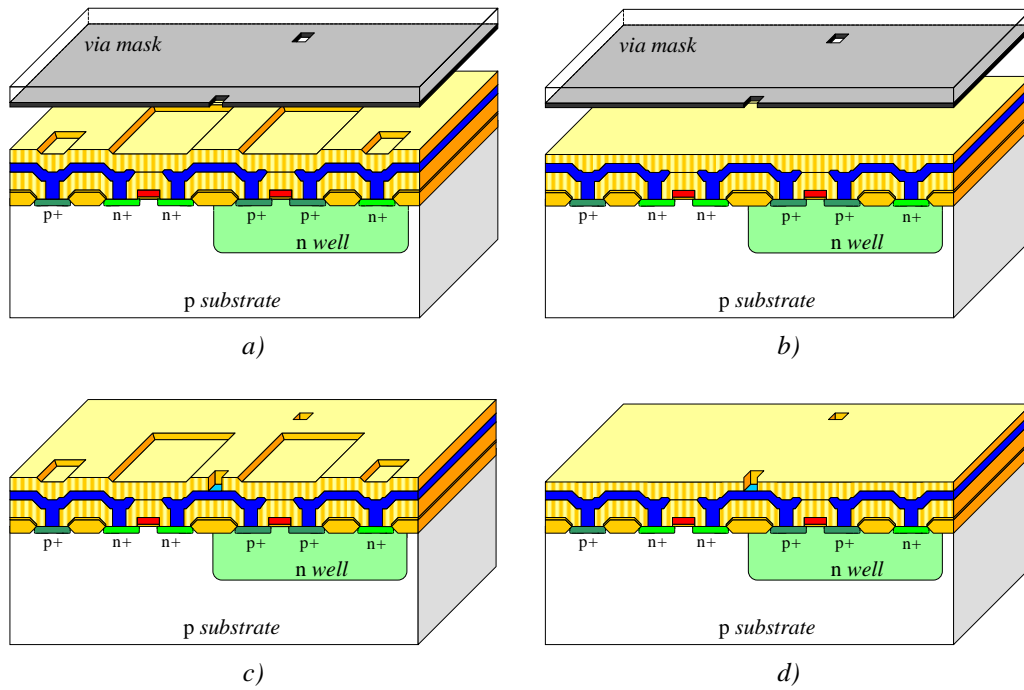 via mask
via mask
p+ n+ n+ p+ p+ n+
n well
p substrate
p+ n+ n+ p+ p+ n+
n well
p substrate
a)
b)
p+ n+ n+ p+ p+ n+
n well
p substrate
p+ n+ n+ p+ p+ n+
n well
p substrate
c)
d)